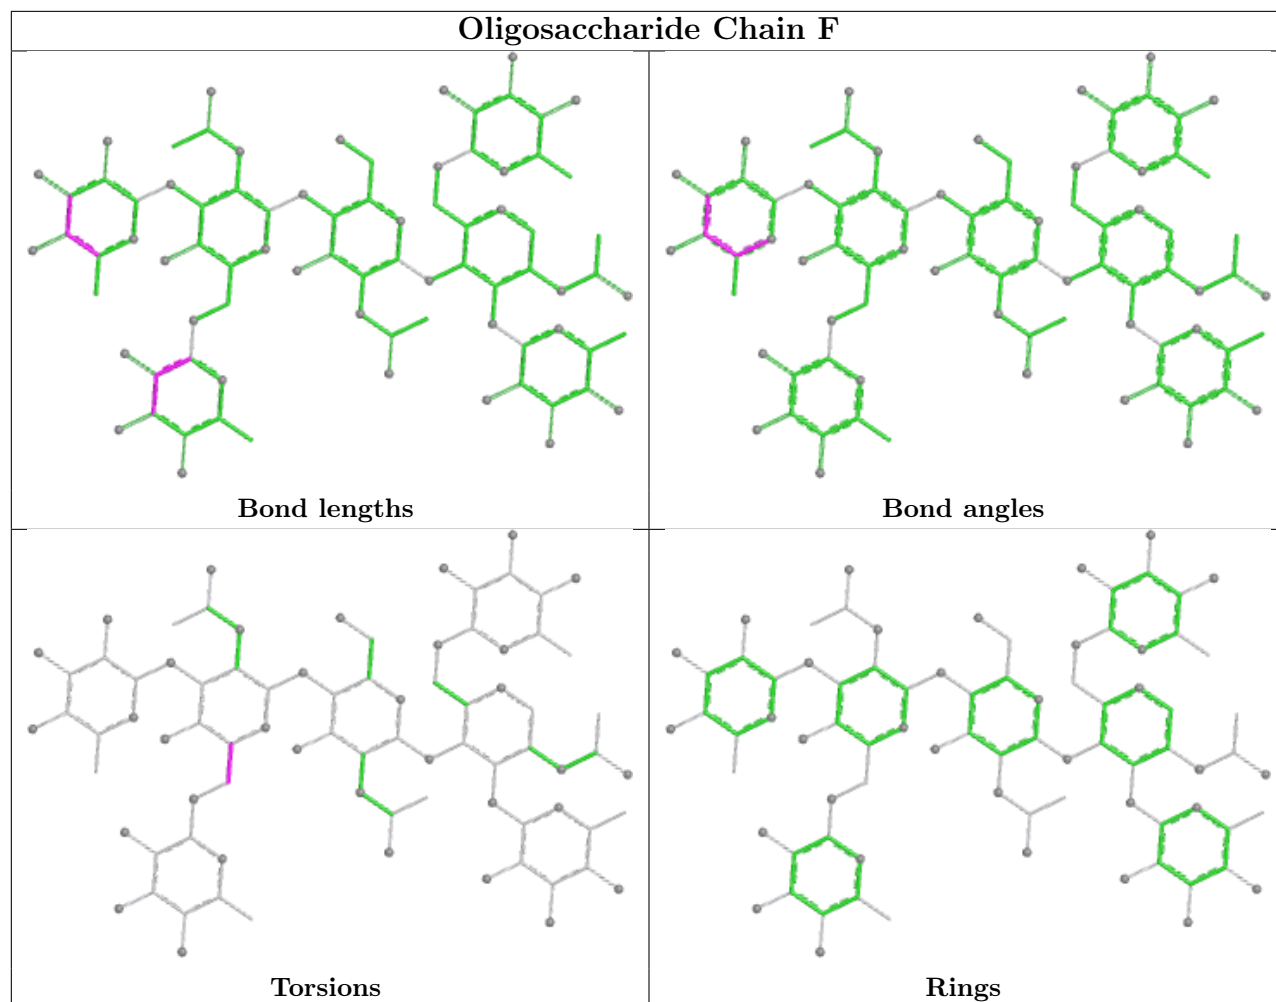 Oligosaccharide Chain F
Bond lengths
Bond angles
Torsions
Rings